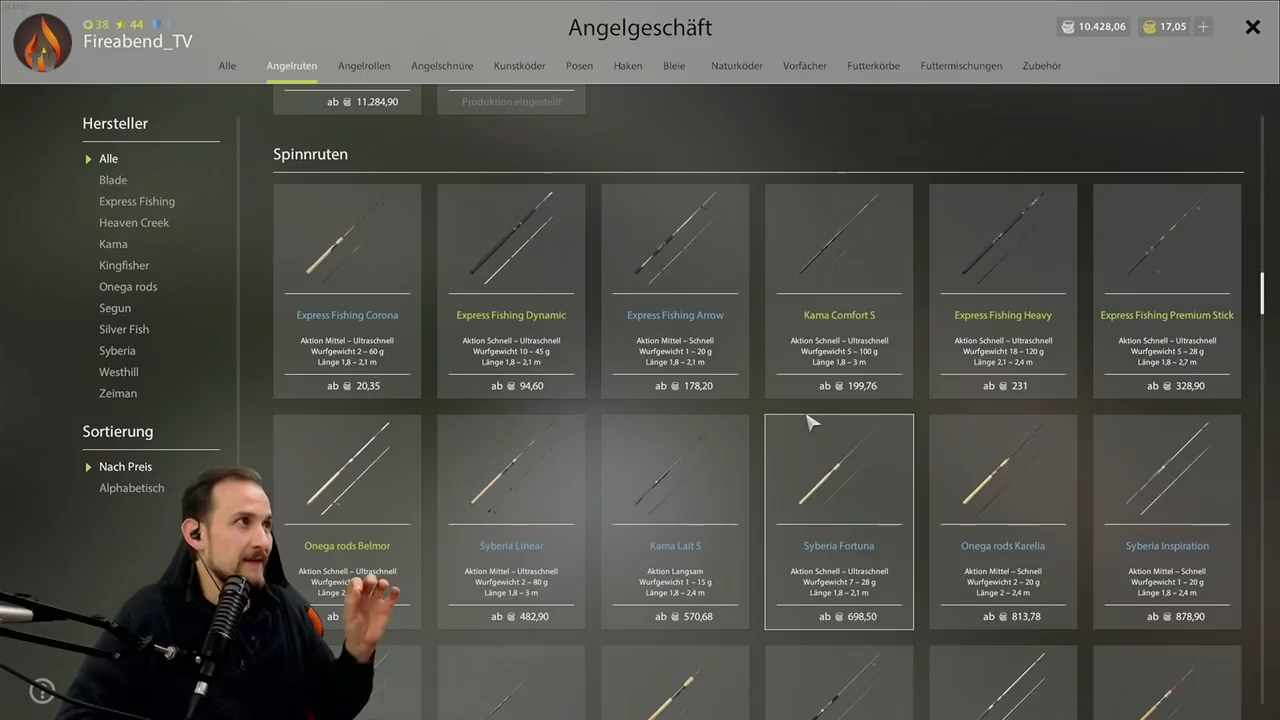 38 44
Fireabend_TV
Angelgeschäft
10.428,06 17,05 +
Alle Angelruten Angelrollen Angelschnüre Kunstköder Posen Haken Bleie Naturköder Vorfächer Futterkörbe Futtermischungen Zubehör
ab 11.284,90 Produktion eingestellt
Hersteller
Alle
Blade
Express Fishing
Heaven Creek
Kama
Kingfisher
Onega rods
Segun
Silver Fish
Syberia
Westhill
Zeiman
Sortierung
Nach Preis
Alphabetisch
Spinnruten
Express Fishing Corona
Aktion Mittel – Ultraschnell
Wurfgewicht 2 – 60 g
Länge 1,8 – 2,1 m
ab 20,35
Express Fishing Dynamic
Aktion Schnell – Ultraschnell
Wurfgewicht 10 – 45 g
Länge 1,8 – 2,1 m
ab 94,60
Express Fishing Arrow
Aktion Mittel – Schnell
Wurfgewicht 1 – 20 g
Länge 1,8 – 2,1 m
ab 178,20
Kama Comfort S
Aktion Schnell – Ultraschnell
Wurfgewicht 5 – 100 g
Länge 1,8 – 3 m
ab 199,76
Express Fishing Heavy
Aktion Schnell – Ultraschnell
Wurfgewicht 18 – 120 g
Länge 2,1 – 2,4 m
ab 231
Express Fishing Premium Stick
Aktion Schnell – Ultraschnell
Wurfgewicht 5 – 28 g
Länge 1,8 – 2,7 m
ab 328,90
Onega rods Belmor
Aktion Schnell – Ultraschnell
Länge
ab
Syberia Linear
Aktion Mittel – Ultraschnell
Wurfgewicht 2 – 80 g
Länge 1,8 – 3 m
ab 482,90
Kama Lait S
Aktion Langsam
Wurfgewicht 1 – 15 g
Länge 1,8 – 2,4 m
ab 570,68
Syberia Fortuna
Aktion Schnell – Ultraschnell
Wurfgewicht 7 – 28 g
Länge 1,8 – 2,1 m
ab 698,50
Onega rods Karelia
Aktion Mittel – Schnell
Wurfgewicht 2 – 20 g
Länge 2 – 2,4 m
ab 813,78
Syberia Inspiration
Aktion Mittel – Schnell
Wurfgewicht 1 – 20 g
Länge 1,8 – 2,4 m
ab 878,90
?